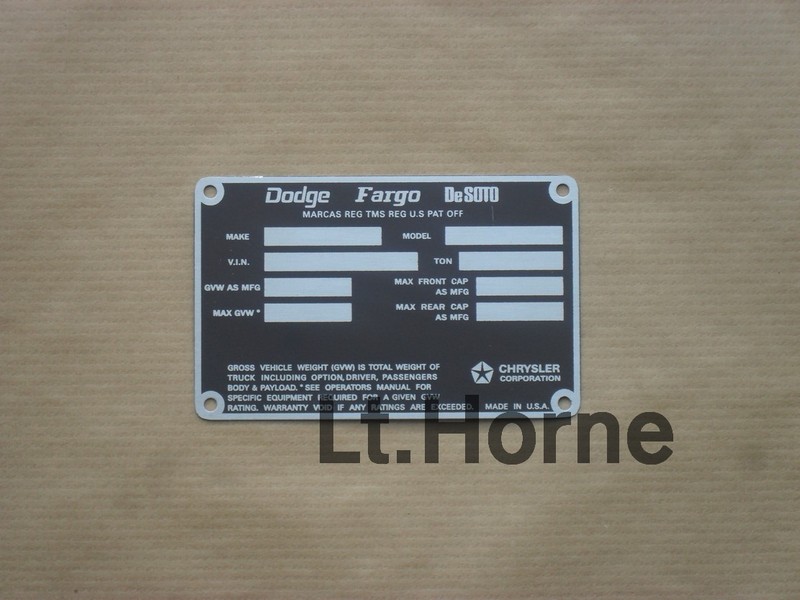 Dodge Fargo DeSOTO
MARCAS REG TMS REG U.S PAT OFF
MAKE MODEL
V.I.N. TON
GVW AS MFG MAX FRONT CAP
AS MFG
MAX GVW * MAX REAR CAP
AS MFG
GROSS VEHICLE WEIGHT (GVW) IS TOTAL WEIGHT OF
TRUCK INCLUDING OPTION, DRIVER, PASSENGERS
BODY & PAYLOAD. *SEE OPERATORS MANUAL FOR
SPECIFIC EQUIPMENT REQUIRED FOR A GIVEN GVW
RATING. WARRANTY VOID IF ANY RATINGS ARE EXCEEDED.
CHRYSLER
CORPORATION
MADE IN U.S.A.
Lt.Horne